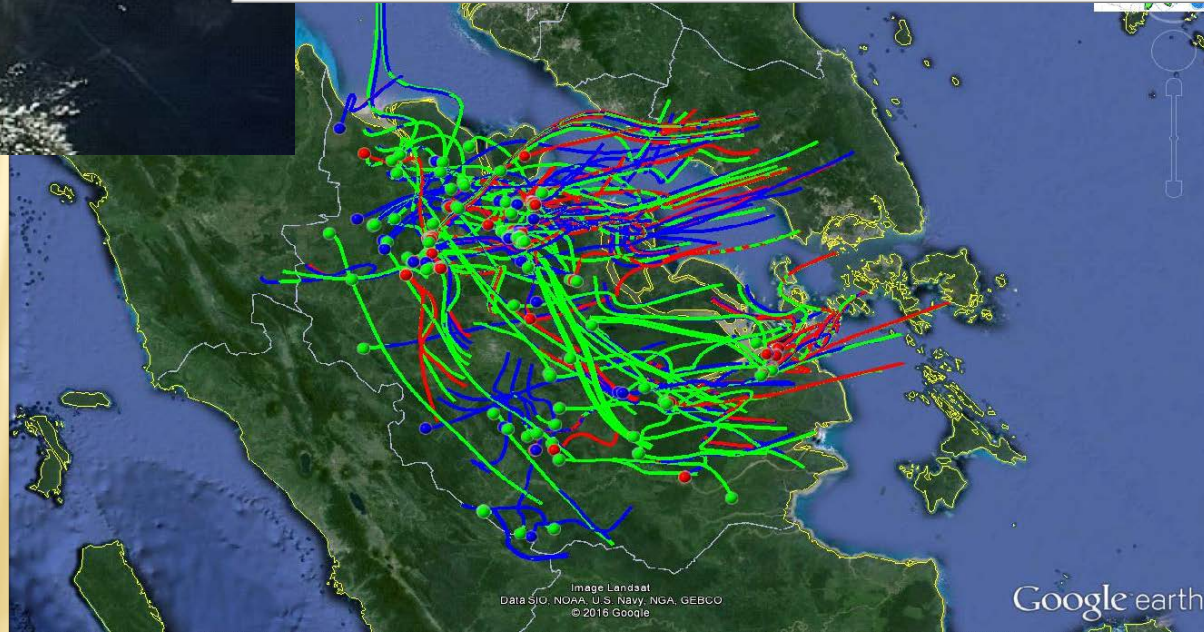 Image Landsat
Data SIO, NOAA, U.S. Navy, NGA, GEBCO
© 2016 Google
Google earth